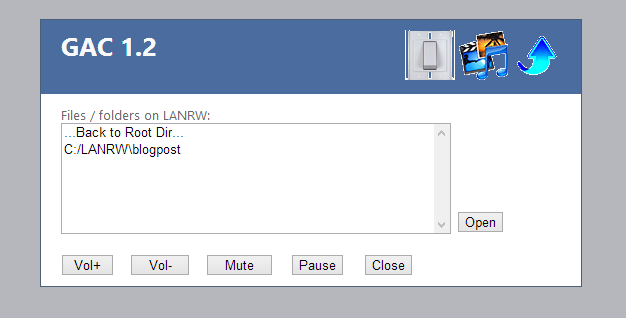 GAC 1.2
Files / folders on LANRW:
...Back to Root Dir...
C:/LANRW\blogpost
Open
Vol+ Vol- Mute Pause Close